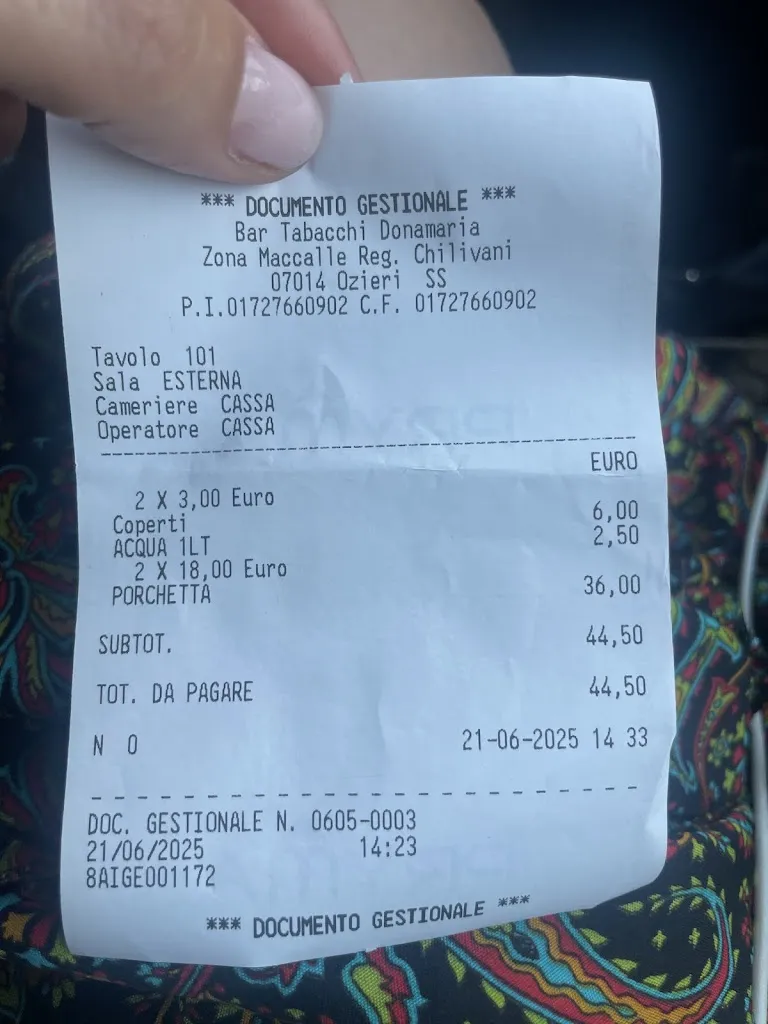 *** DOCUMENTO GESTIONALE ***
Bar Tabacchi Donamaria
Zona Maccalle Reg. Chilivani
07014 Ozieri SS
P.I.01727660902 C.F. 01727660902
Tavolo 101
Sala ESTERNA
Cameriere CASSA
Operatore CASSA
EURO
2 X 3,00 Euro
Coperti 6,00
ACQUA 1LT 2,50
2 X 18,00 Euro
PORCHETTA 36,00
SUBTOT. 44,50
TOT. DA PAGARE 44,50
N 0 21-06-2025 14 33
DOC. GESTIONALE N. 0605-0003
21/06/2025 14:23
8AIGE001172
*** DOCUMENTO GESTIONALE ***